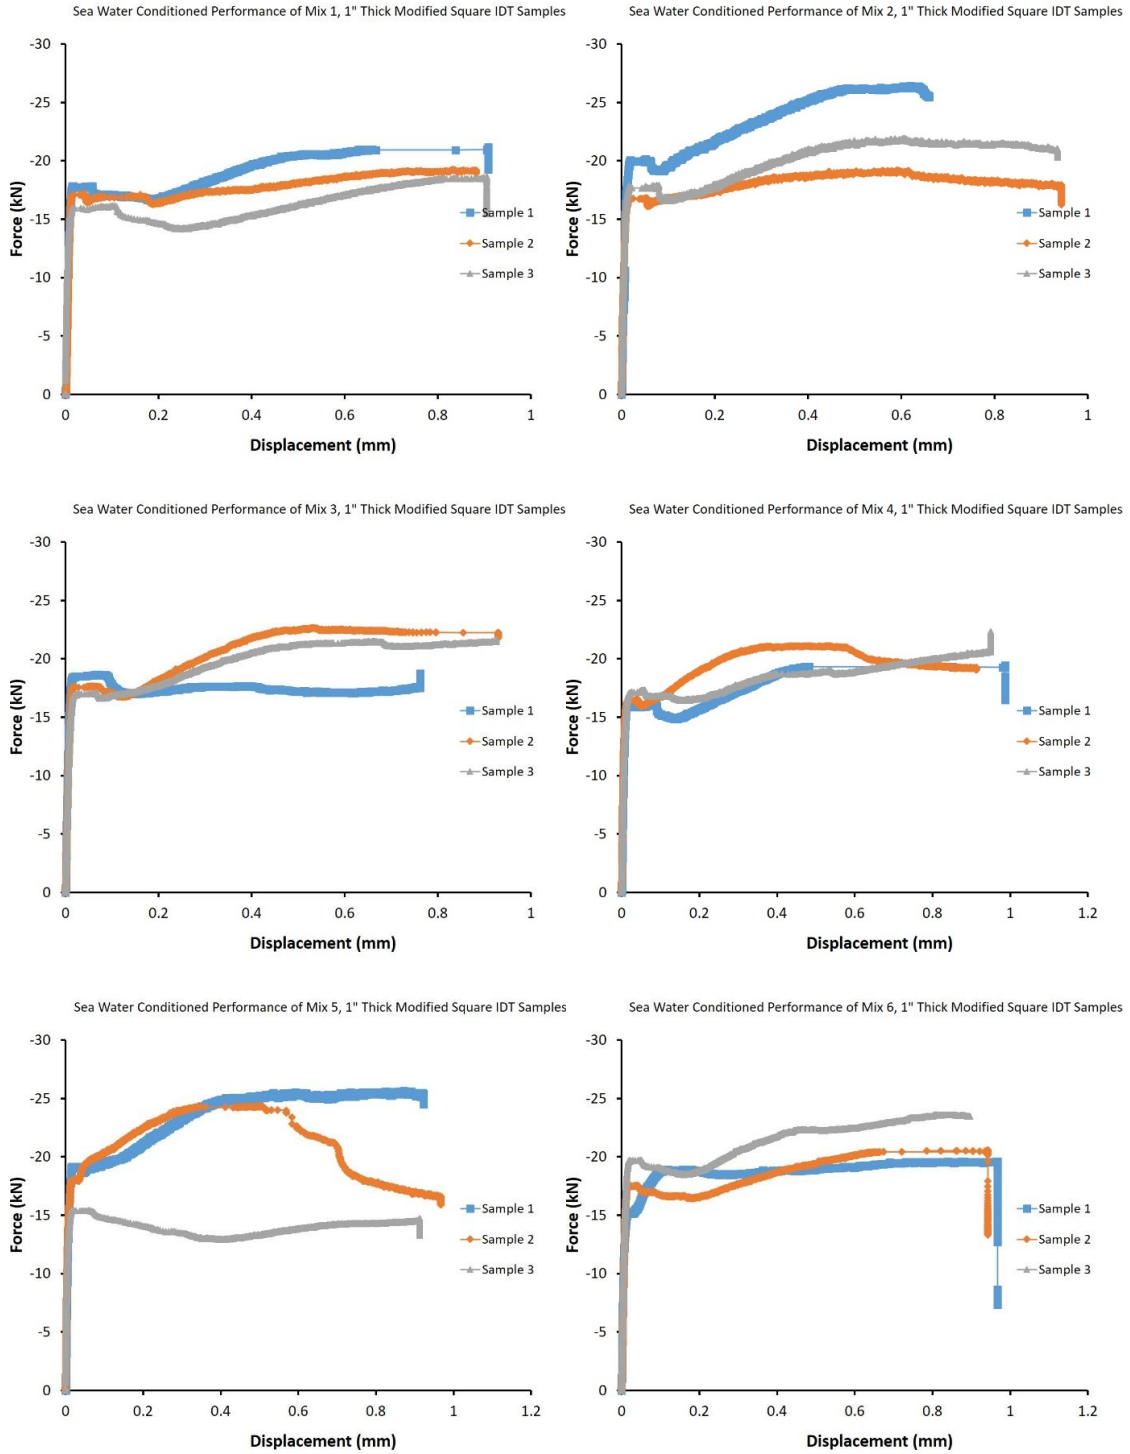 Sea Water Conditioned Performance of Mix 1, 1" Thick Modified Square IDT Samples
-30
-25
-20
-15
-10
-5
0
Force (kN)
Sample 1
Sample 2
Sample 3
0 0.2 0.4 0.6 0.8 1
Displacement (mm)
Sea Water Conditioned Performance of Mix 2, 1" Thick Modified Square IDT Samples
-30
-25
-20
-15
-10
-5
0
Force (kN)
Sample 1
Sample 2
Sample 3
0 0.2 0.4 0.6 0.8 1
Displacement (mm)
Sea Water Conditioned Performance of Mix 3, 1" Thick Modified Square IDT Samples
-30
-25
-20
-15
-10
-5
0
Force (kN)
Sample 1
Sample 2
Sample 3
0 0.2 0.4 0.6 0.8 1
Displacement (mm)
Sea Water Conditioned Performance of Mix 4, 1" Thick Modified Square IDT Samples
-30
-25
-20
-15
-10
-5
0
Force (kN)
Sample 1
Sample 2
Sample 3
0 0.2 0.4 0.6 0.8 1 1.2
Displacement (mm)
Sea Water Conditioned Performance of Mix 5, 1" Thick Modified Square IDT Samples
-30
-25
-20
-15
-10
-5
0
Force (kN)
Sample 1
Sample 2
Sample 3
0 0.2 0.4 0.6 0.8 1 1.2
Displacement (mm)
Sea Water Conditioned Performance of Mix 6, 1" Thick Modified Square IDT Samples
-30
-25
-20
-15
-10
-5
0
Force (kN)
Sample 1
Sample 2
Sample 3
0 0.2 0.4 0.6 0.8 1 1.2
Displacement (mm)